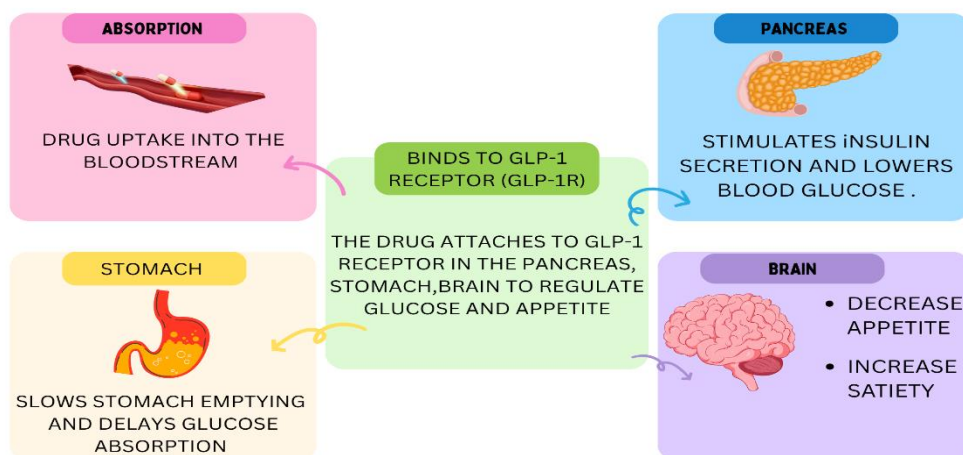 ABSORPTION
DRUG UPTAKE INTO THE
BLOODSTREAM
PANCREAS
STIMULATES iNSULIN
SECRETION AND LOWERS
BLOOD GLUCOSE .
BINDS TO GLP-1
RECEPTOR (GLP-1R)
THE DRUG ATTACHES TO GLP-1
RECEPTOR IN THE PANCREAS,
STOMACH,BRAIN TO REGULATE
GLUCOSE AND APPETITE
STOMACH
SLOWS STOMACH EMPTYING
AND DELAYS GLUCOSE
ABSORPTION
BRAIN
• DECREASE
APPETITE
• INCREASE
SATIETY